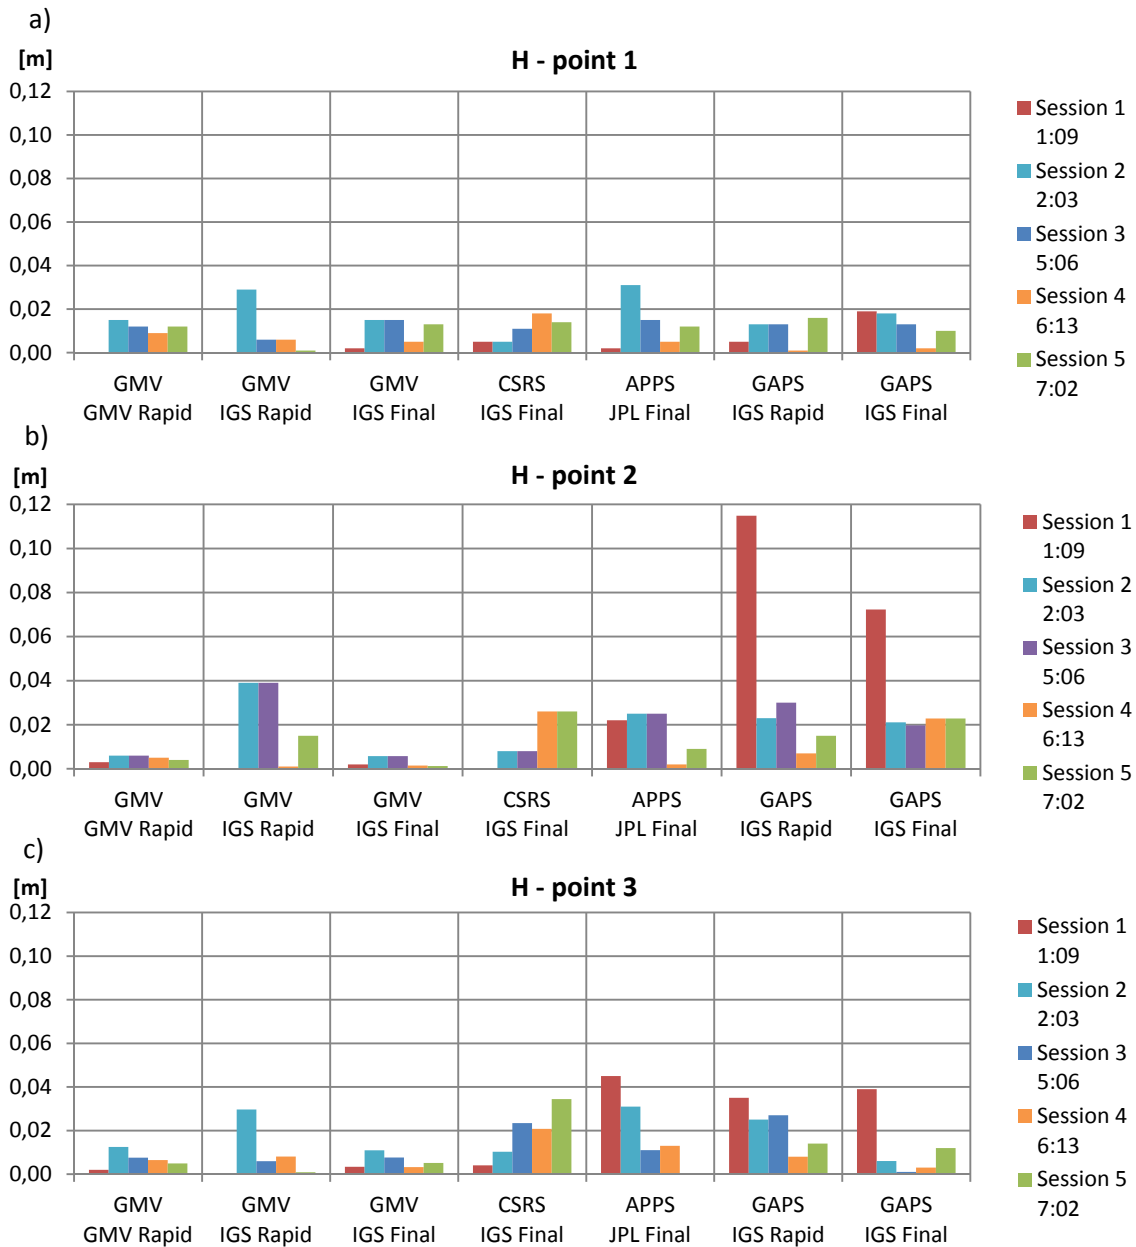 a)
[m]
H - point 1
0,12
0,10
0,08
0,06
0,04
0,02
0,00
GMV GMV GMV CSRS APPS GAPS GAPS
GMV Rapid IGS Rapid IGS Final IGS Final JPL Final IGS Rapid IGS Final
Session 1
1:09
Session 2
2:03
Session 3
5:06
Session 4
6:13
Session 5
7:02
b)
[m]
H - point 2
0,12
0,10
0,08
0,06
0,04
0,02
0,00
GMV GMV GMV CSRS APPS GAPS GAPS
GMV Rapid IGS Rapid IGS Final IGS Final JPL Final IGS Rapid IGS Final
Session 1
1:09
Session 2
2:03
Session 3
5:06
Session 4
6:13
Session 5
7:02
c)
[m]
H - point 3
0,12
0,10
0,08
0,06
0,04
0,02
0,00
GMV GMV GMV CSRS APPS GAPS GAPS
GMV Rapid IGS Rapid IGS Final IGS Final JPL Final IGS Rapid IGS Final
Session 1
1:09
Session 2
2:03
Session 3
5:06
Session 4
6:13
Session 5
7:02